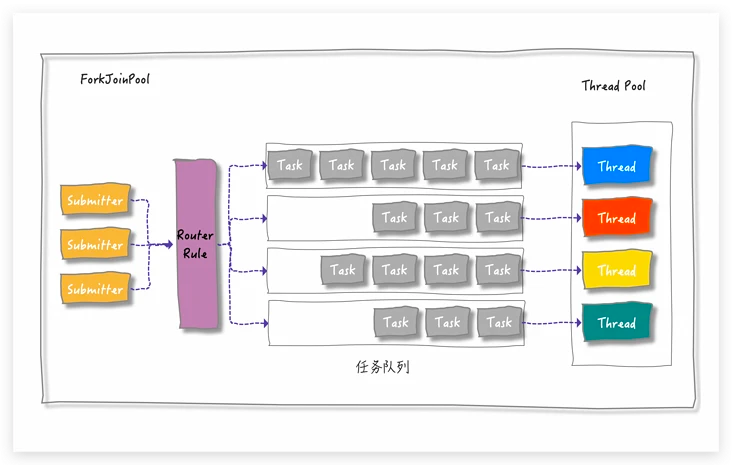 ForkJoinPool
Thread Pool
Submitter
Submitter
Submitter
Router
Rule
Task Task Task Task Task
Task Task Task
Task Task Task Task
Task Task Task
Thread
Thread
Thread
Thread
任务队列